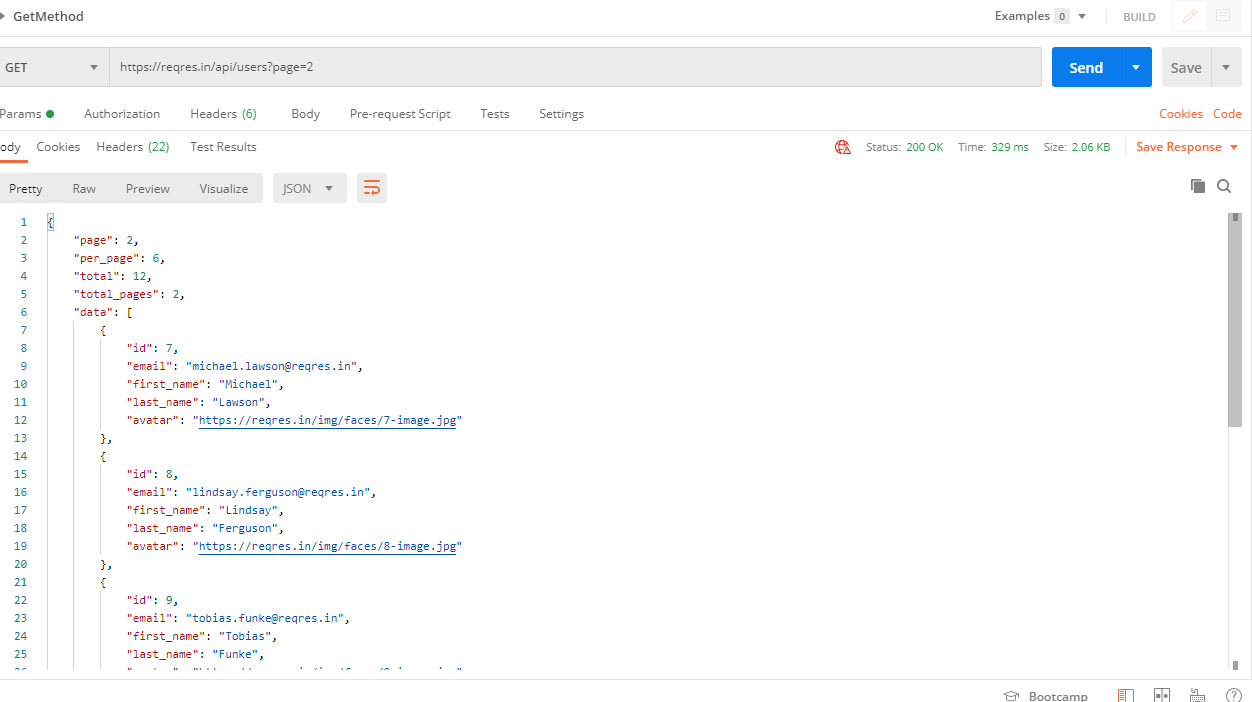 GetMethod Examples 0 BUILD
GET https://reqres.in/api/users?page=2 Send Save
Params Authorization Headers (6) Body Pre-request Script Tests Settings Cookies Code
ody Cookies Headers (22) Test Results Status: 200 OK Time: 329 ms Size: 2.06 KB Save Response
Pretty Raw Preview Visualize JSON
1 {
2 "page": 2,
3 "per_page": 6,
4 "total": 12,
5 "total_pages": 2,
6 "data": [
7 {
8 "id": 7,
9 "email": "michael.lawson@reqres.in",
10 "first_name": "Michael",
11 "last_name": "Lawson",
12 "avatar": "https://reqres.in/img/faces/7-image.jpg"
13 },
14 {
15 "id": 8,
16 "email": "lindsay.ferguson@reqres.in",
17 "first_name": "Lindsay",
18 "last_name": "Ferguson",
19 "avatar": "https://reqres.in/img/faces/8-image.jpg"
20 },
21 {
22 "id": 9,
23 "email": "tobias.funke@reqres.in",
24 "first_name": "Tobias",
25 "last_name": "Funke",
Bootcamp